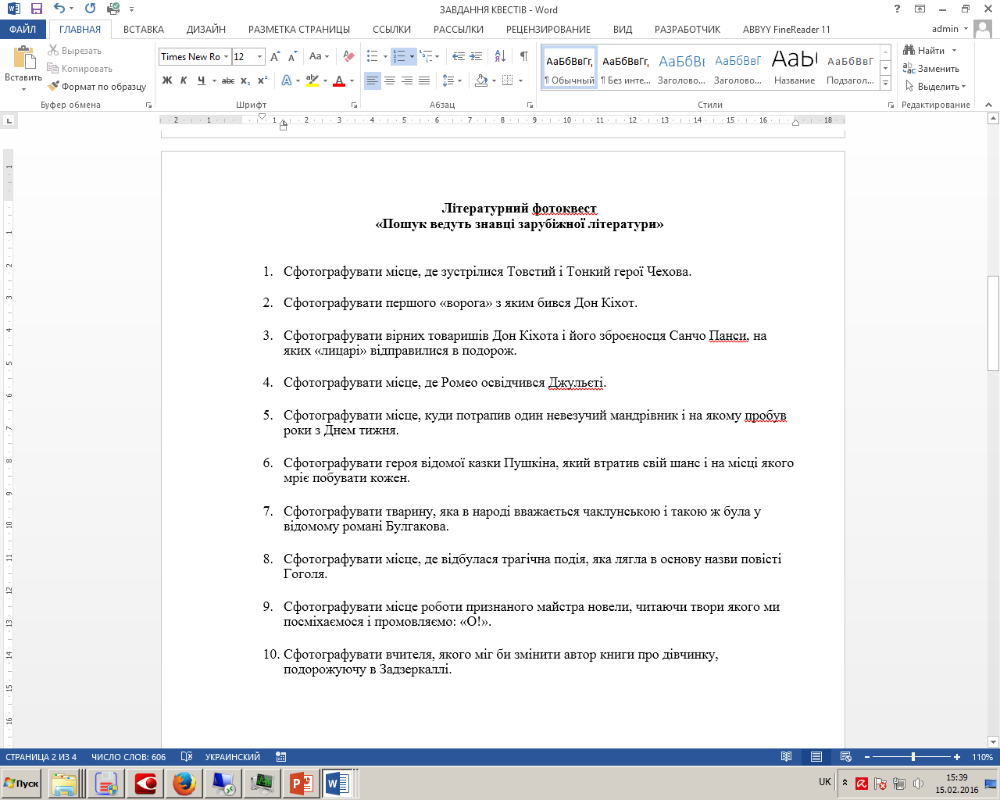 ЗАВДАННЯ КВЕСТІВ - Word
ФАЙЛ ГЛАВНАЯ ВСТАВКА ДИЗАЙН РАЗМЕТКА СТРАНИЦЫ ССЫЛКИ РАССЫЛКИ РЕЦЕНЗИРОВАНИЕ ВИД РАЗРАБОТЧИК ABBYY FineReader 11 admin
Вставить
Вырезать
Копировать
Формат по образцу
Буфер обмена
Times New Ro 12
Шрифт
Абзац
АаБбВвГг, АаБбВвГг, АаБбВı АаБбВвГ АаЫ АаБбВвГ
¶ Обычный ¶ Без инте... Заголово... Заголово... Название Подзагол...
Стили
Найти
Заменить
Выделить
Редактирование
Літературний фотоквест
«Пошук ведуть знавці зарубіжної літератури»
1. Сфотографувати місце, де зустрілися Товстий і Тонкий герої Чехова.
2. Сфотографувати першого «ворога» з яким бився Дон Кіхот.
3. Сфотографувати вірних товаришів Дон Кіхота і його зброєносця Санчо Панси, на
яких «лицарі» відправилися в подорож.
4. Сфотографувати місце, де Ромео освідчився Джульєті.
5. Сфотографувати місце, куди потрапив один невезучий мандрівник і на якому пробув
роки з Днем тижня.
6. Сфотографувати героя відомої казки Пушкіна, який втратив свій шанс і на місці якого
мріє побувати кожен.
7. Сфотографувати тварину, яка в народі вважається чаклунською і такою ж була у
відомому романі Булгакова.
8. Сфотографувати місце, де відбулася трагічна подія, яка лягла в основу назви повісті
Гоголя.
9. Сфотографувати місце роботи признаного майстра новели, читаючи твори якого ми
посміхаємося і промовляємо: «О!».
10. Сфотографувати вчителя, якого міг би змінити автор книги про дівчинку,
подорожуючу в Задзеркаллі.
СТРАНИЦА 2 ИЗ 4 ЧИСЛО СЛОВ: 606 УКРАИНСКИЙ 110%
Пуск UK 15:39
15.02.2016